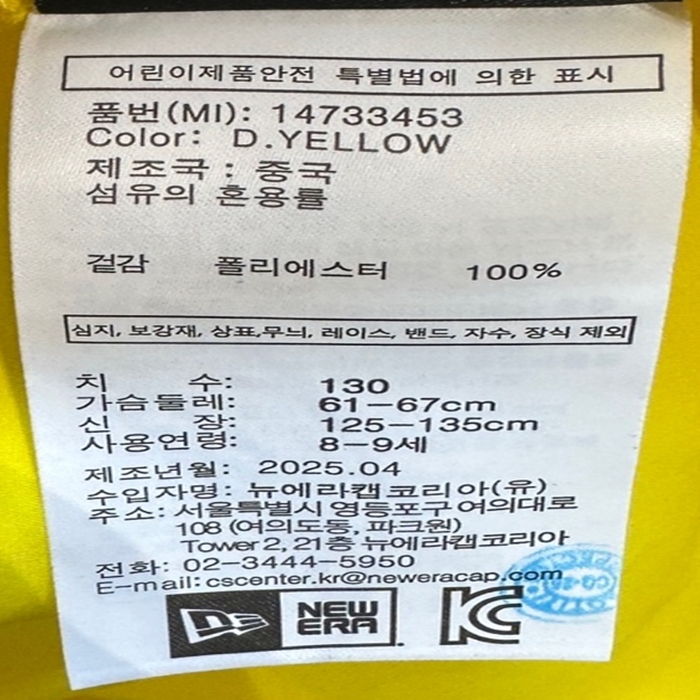 어린이제품안전 특별법에 의한 표시
품번(MI): 14733453
Color: D.YELLOW
제조국 : 중국
섬유의 혼용률
겉감 폴리에스터 100%
심지, 보강재, 상표,무늬, 레이스, 밴드, 자수, 장식 제외
치 수: 130
가슴둘레: 61-67cm
신 장: 125-135cm
사용연령: 8-9세
제조년월: 2025.04
수입자명: 뉴에라캡코리아(유)
주소: 서울특별시 영등포구 여의대로
108 (여의도동, 파크원)
Tower 2, 21층 뉴에라캡코리아
전화: 02-3444-5950
E-mail:cscenter.kr@neweracap.com
NE NEW
ERA
KC